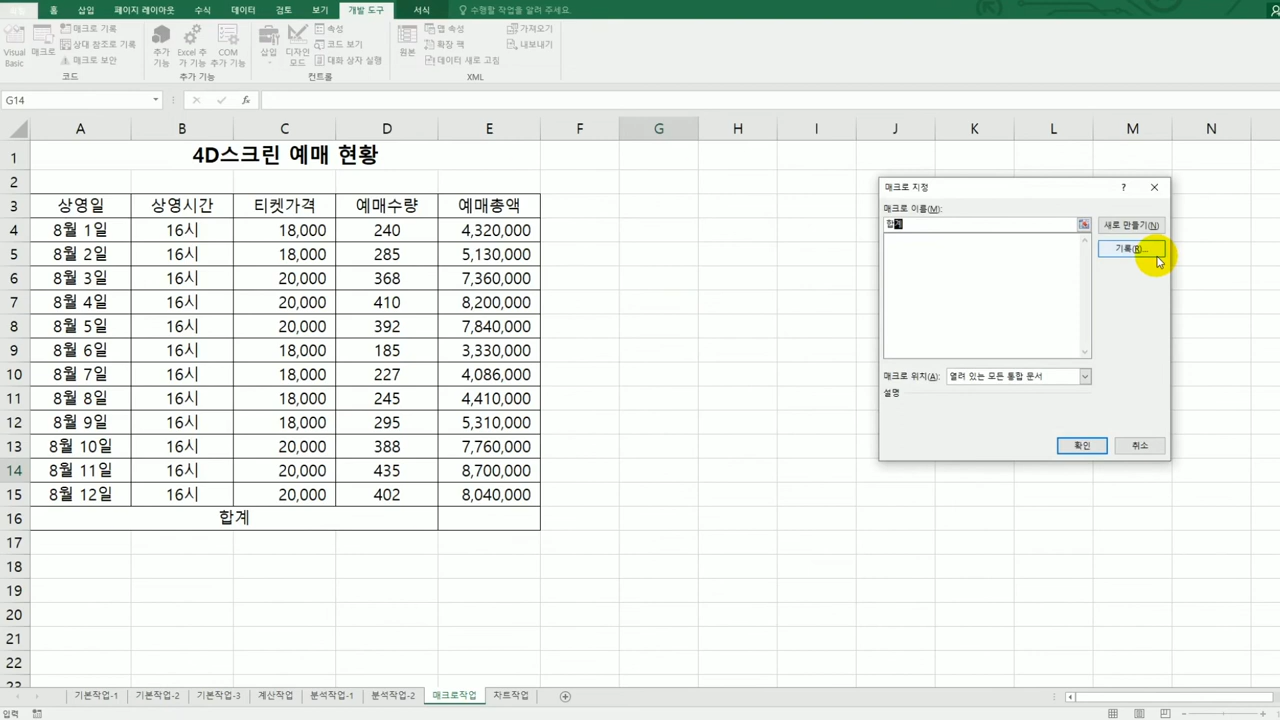 홈 삽입 페이지 레이아웃 수식 데이터 검토 보기 개발 도구 서식 수행할 작업을 알려 주세요.
Visual Basic
매크로
매크로 기록
상대 참조로 기록
매크로 보안
코드
추가 기능
Excel 추가 기능
COM 추가 기능
추가 기능
삽입
디자인 모드
속성
코드 보기
대화 상자 실행
컨트롤
원본
맵 속성
확장 팩
데이터 새로 고침
가져오기
내보내기
XML
G14 fx
A B C D E F G H I J K L M N
1 4D스크린 예매 현황
2
3 상영일 상영시간 티켓가격 예매수량 예매총액
4 8월 1일 16시 18,000 240 4,320,000
5 8월 2일 16시 18,000 285 5,130,000
6 8월 3일 16시 20,000 368 7,360,000
7 8월 4일 16시 20,000 410 8,200,000
8 8월 5일 16시 20,000 392 7,840,000
9 8월 6일 16시 18,000 185 3,330,000
10 8월 7일 16시 18,000 227 4,086,000
11 8월 8일 16시 18,000 245 4,410,000
12 8월 9일 16시 18,000 295 5,310,000
13 8월 10일 16시 20,000 388 7,760,000
14 8월 11일 16시 20,000 435 8,700,000
15 8월 12일 16시 20,000 402 8,040,000
16 합계
17
18
19
20
21
22
23
매크로 지정 ?
매크로 이름(M):
합계
새로 만들기(N)
기록(R)...
매크로 위치(A): 열려 있는 모든 통합 문서
설명
확인 취소
기본작업-1 기본작업-2 기본작업-3 계산작업 분석작업-1 분석작업-2 매크로작업 차트작업
입력